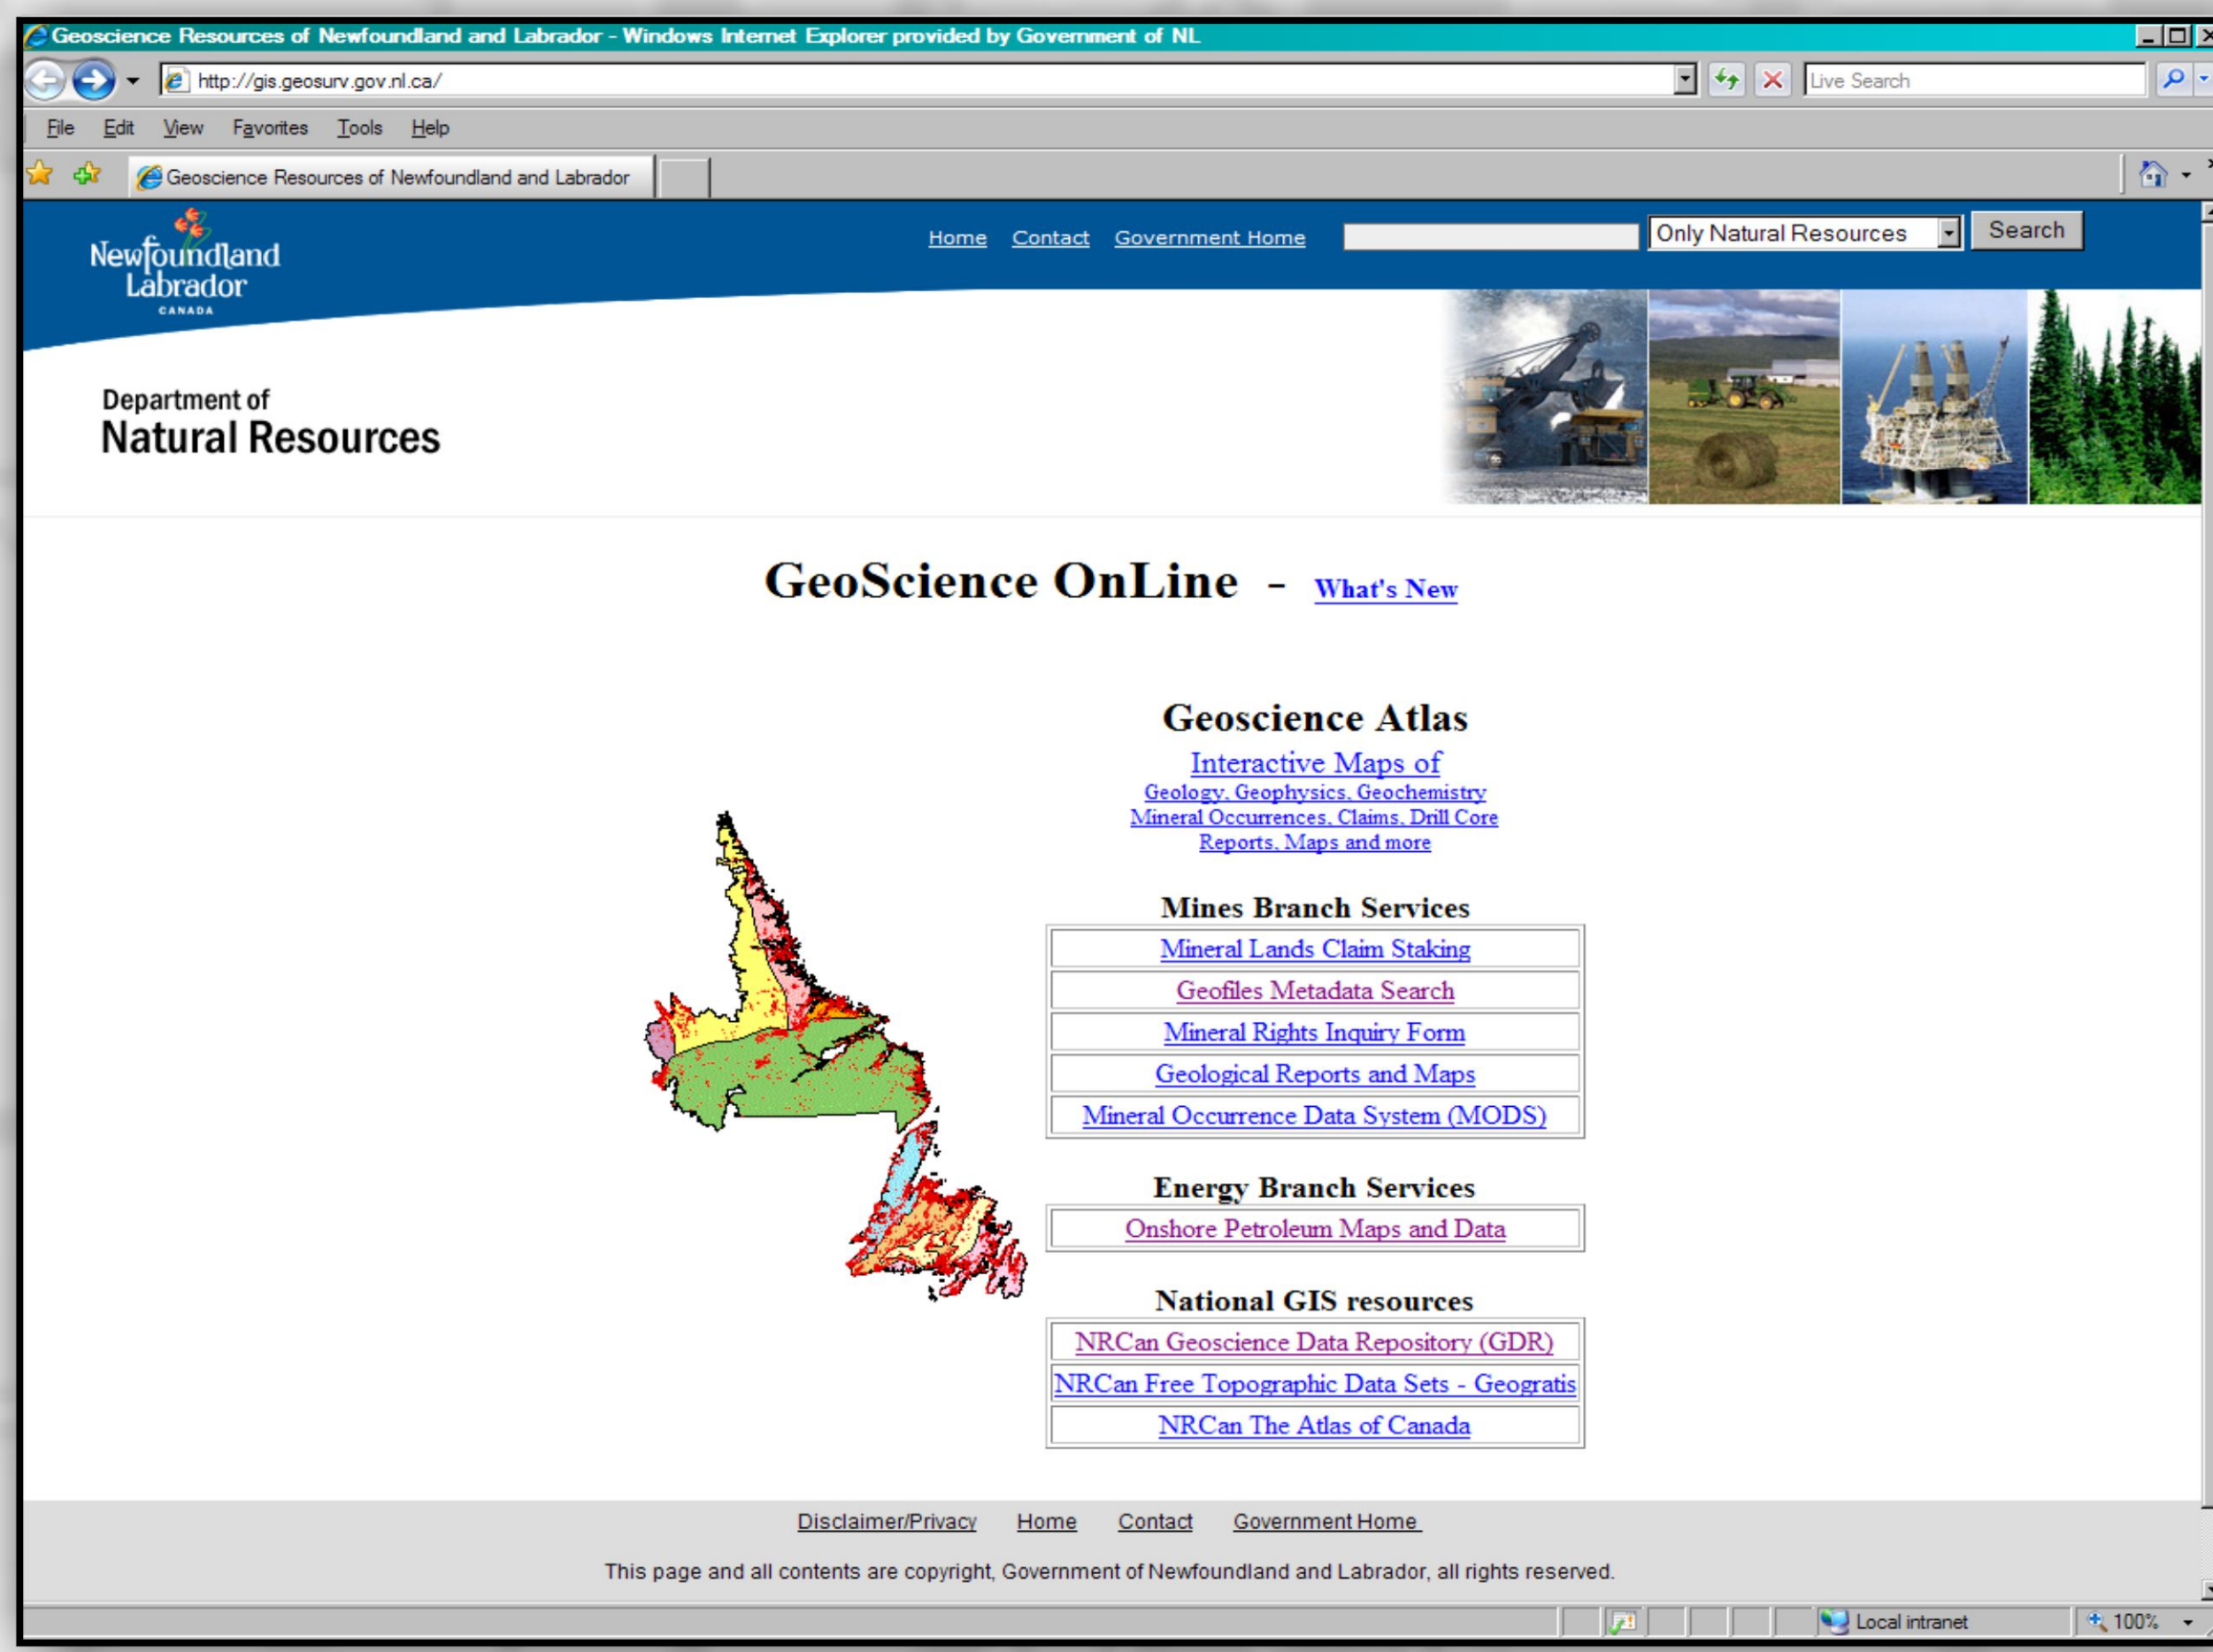 Geoscience Resources of Newfoundland and Labrador - Windows Internet Explorer provided by Government of NL
http://gis.geosurv.gov.nl.ca/
Live Search
File Edit View Favorites Tools Help
Geoscience Resources of Newfoundland and Labrador
Newfoundland
Labrador
CANADA
Home Contact Government Home Only Natural Resources Search
Department of
Natural Resources
GeoScience OnLine - What's New
Geoscience Atlas
Interactive Maps of
Geology, Geophysics, Geochemistry
Mineral Occurrences, Claims, Drill Core
Reports, Maps and more
Mines Branch Services
Mineral Lands Claim Staking
Geofiles Metadata Search
Mineral Rights Inquiry Form
Geological Reports and Maps
Mineral Occurrence Data System (MODS)
Energy Branch Services
Onshore Petroleum Maps and Data
National GIS resources
NRCan Geoscience Data Repository (GDR)
NRCan Free Topographic Data Sets - Geogratis
NRCan The Atlas of Canada
Disclaimer/Privacy Home Contact Government Home
This page and all contents are copyright, Government of Newfoundland and Labrador, all rights reserved.
Local intranet 100%